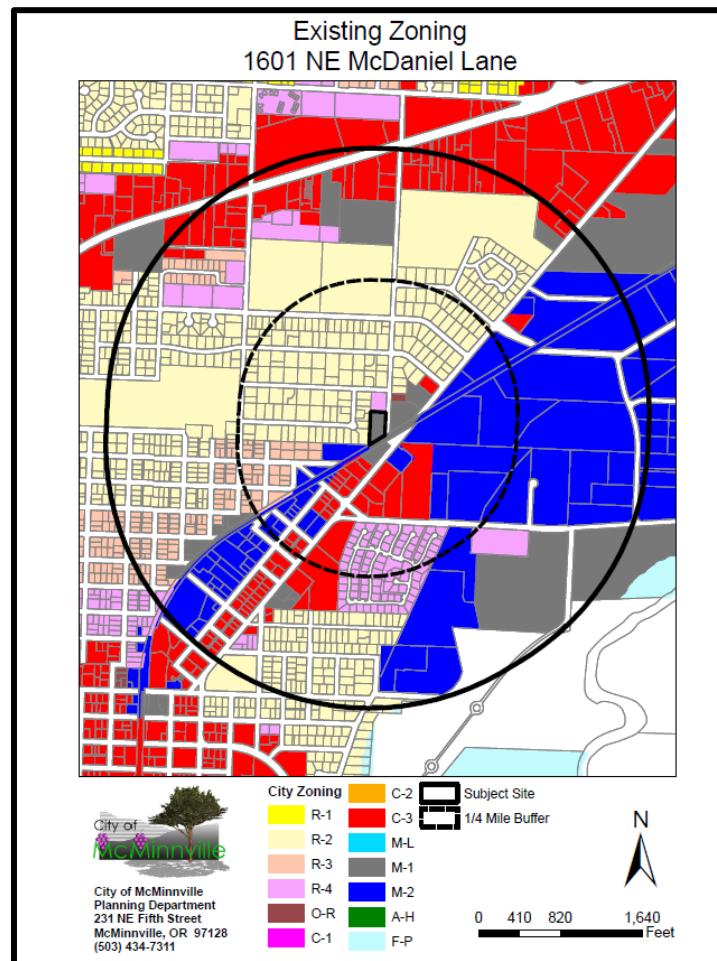 Existing Zoning
1601 NE McDaniel Lane
City of
McMinnville
City of McMinnville
Planning Department
231 NE Fifth Street
McMinnville, OR 97128
(503) 434-7311
City Zoning
R-1
R-2
R-3
R-4
O-R
C-1
C-2
C-3
M-L
M-1
M-2
A-H
F-P
Subject Site
1/4 Mile Buffer
N
0 410 820 1,640
Feet